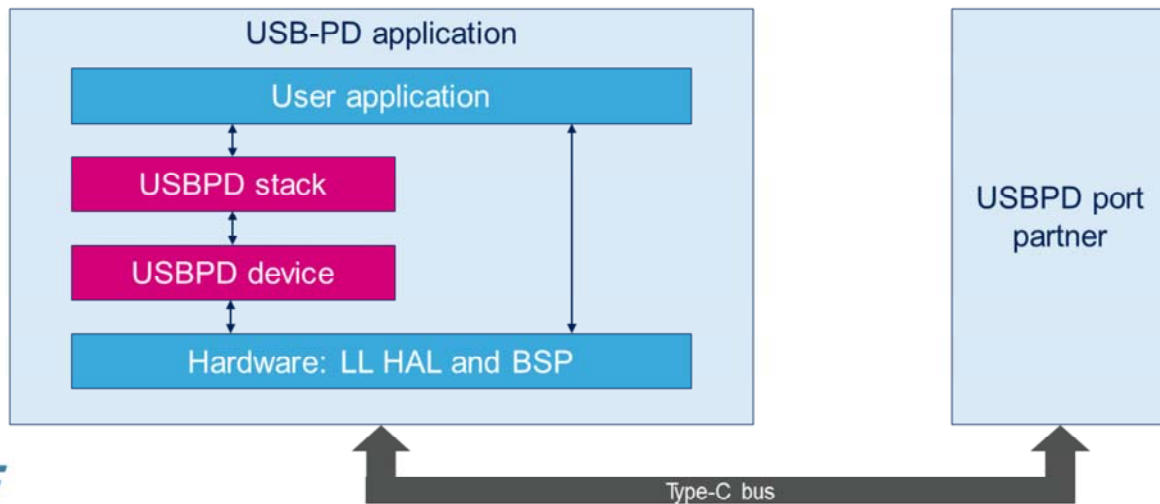 USB-PD application
User application
USBPD stack
USBPD device
Hardware: LL HAL and BSP
USBPD port
partner
Type-C bus